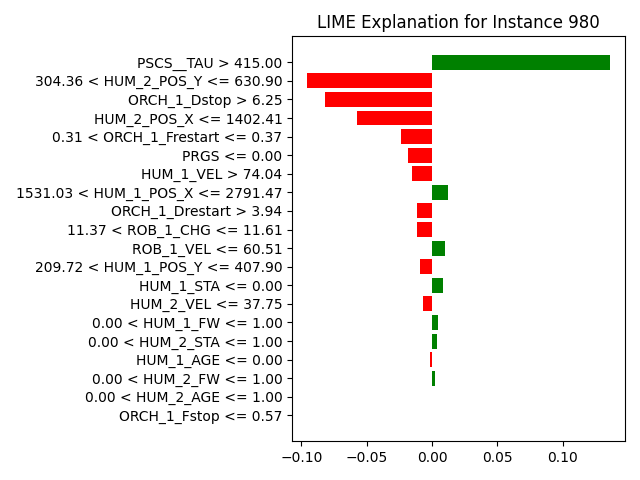 LIME Explanation for Instance 980
PSCS__TAU > 415.00
304.36 < HUM_2_POS_Y <= 630.90
ORCH_1_Dstop > 6.25
HUM_2_POS_X <= 1402.41
0.31 < ORCH_1_Frestart <= 0.37
PRGS <= 0.00
HUM_1_VEL > 74.04
1531.03 < HUM_1_POS_X <= 2791.47
ORCH_1_Drestart > 3.94
11.37 < ROB_1_CHG <= 11.61
ROB_1_VEL <= 60.51
209.72 < HUM_1_POS_Y <= 407.90
HUM_1_STA <= 0.00
HUM_2_VEL <= 37.75
0.00 < HUM_1_FW <= 1.00
0.00 < HUM_2_STA <= 1.00
HUM_1_AGE <= 0.00
0.00 < HUM_2_FW <= 1.00
0.00 < HUM_2_AGE <= 1.00
ORCH_1_Fstop <= 0.57
−0.10 −0.05 0.00 0.05 0.10